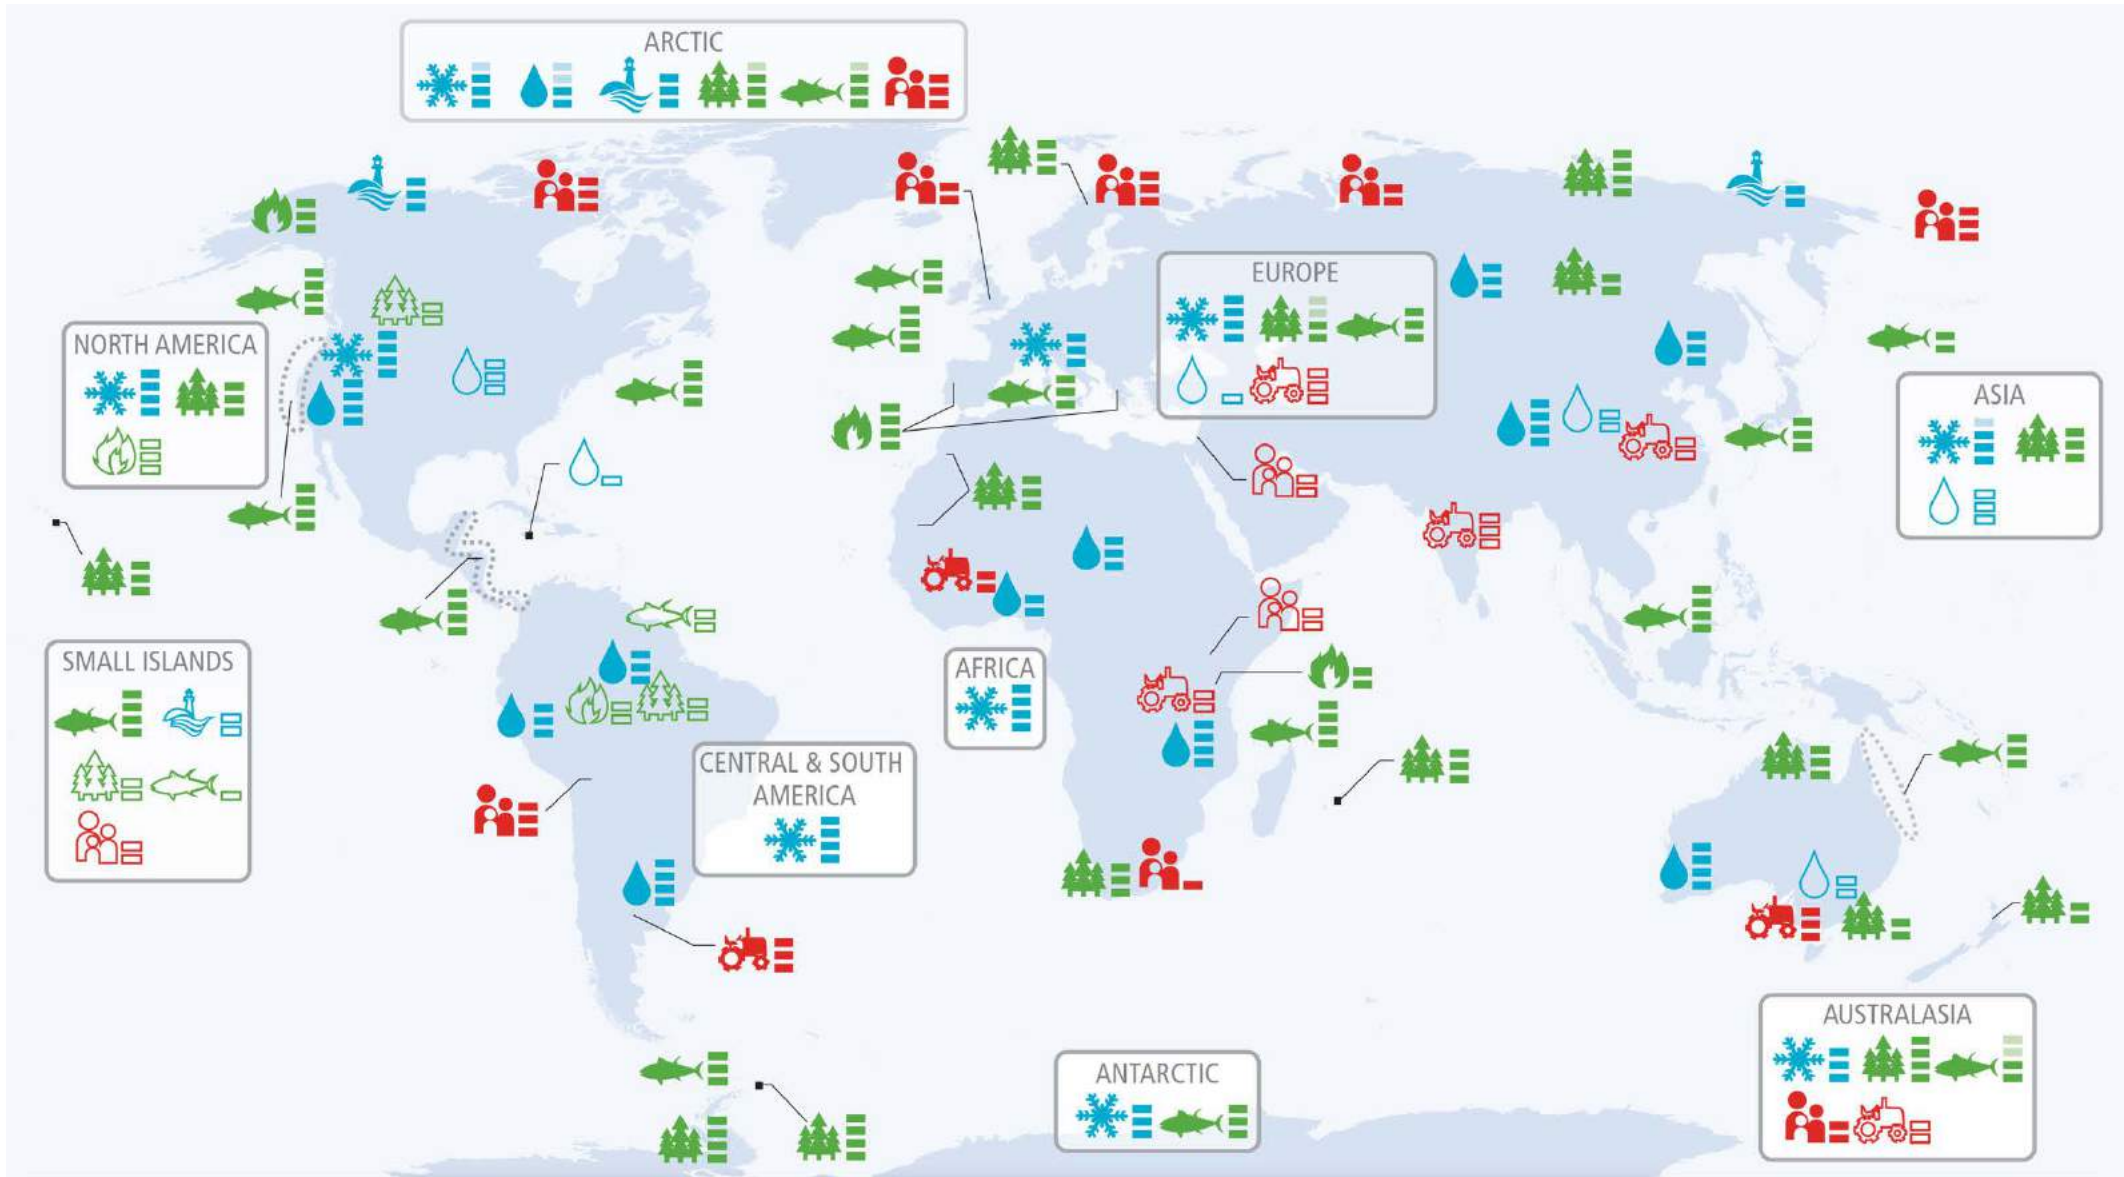 ARCTIC
EUROPE
NORTH AMERICA
ASIA
SMALL ISLANDS
AFRICA
CENTRAL & SOUTH
AMERICA
AUSTRALASIA
ANTARCTIC